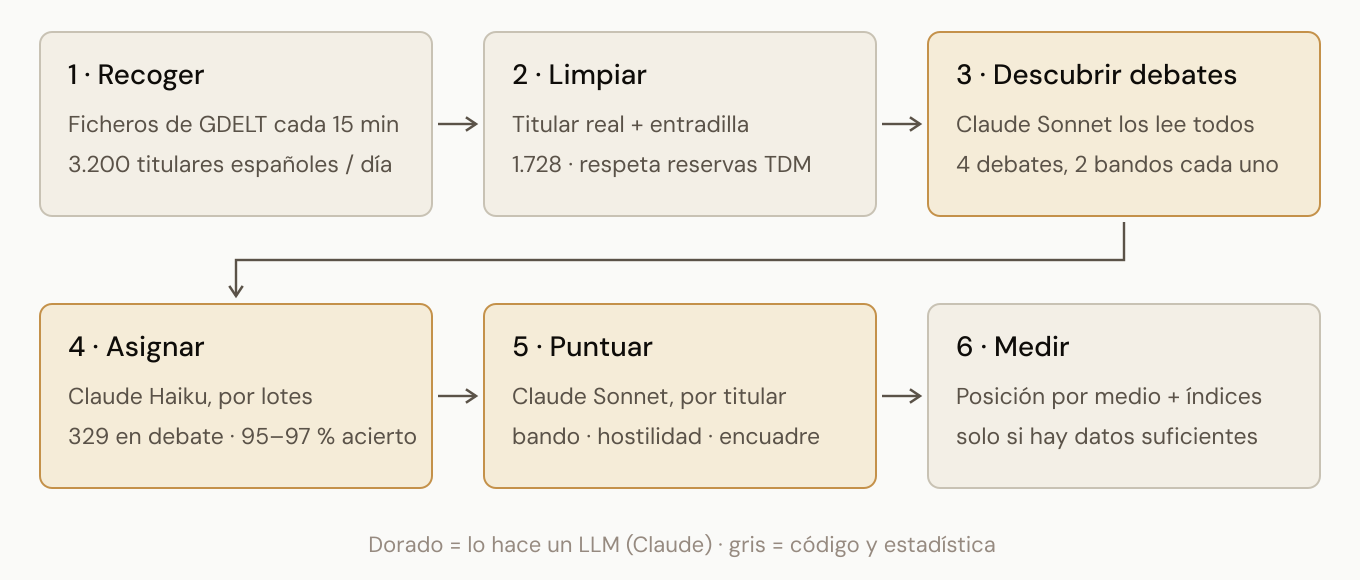 1 · Recoger
Ficheros de GDELT cada 15 min
3.200 titulares españoles / día
2 · Limpiar
Titular real + entradilla
1.728 · respeta reservas TDM
3 · Descubrir debates
Claude Sonnet los lee todos
4 debates, 2 bandos cada uno
4 · Asignar
Claude Haiku, por lotes
329 en debate · 95–97 % acierto
5 · Puntuar
Claude Sonnet, por titular
bando · hostilidad · encuadre
6 · Medir
Posición por medio + índices
solo si hay datos suficientes
Dorado = lo hace un LLM (Claude) · gris = código y estadística